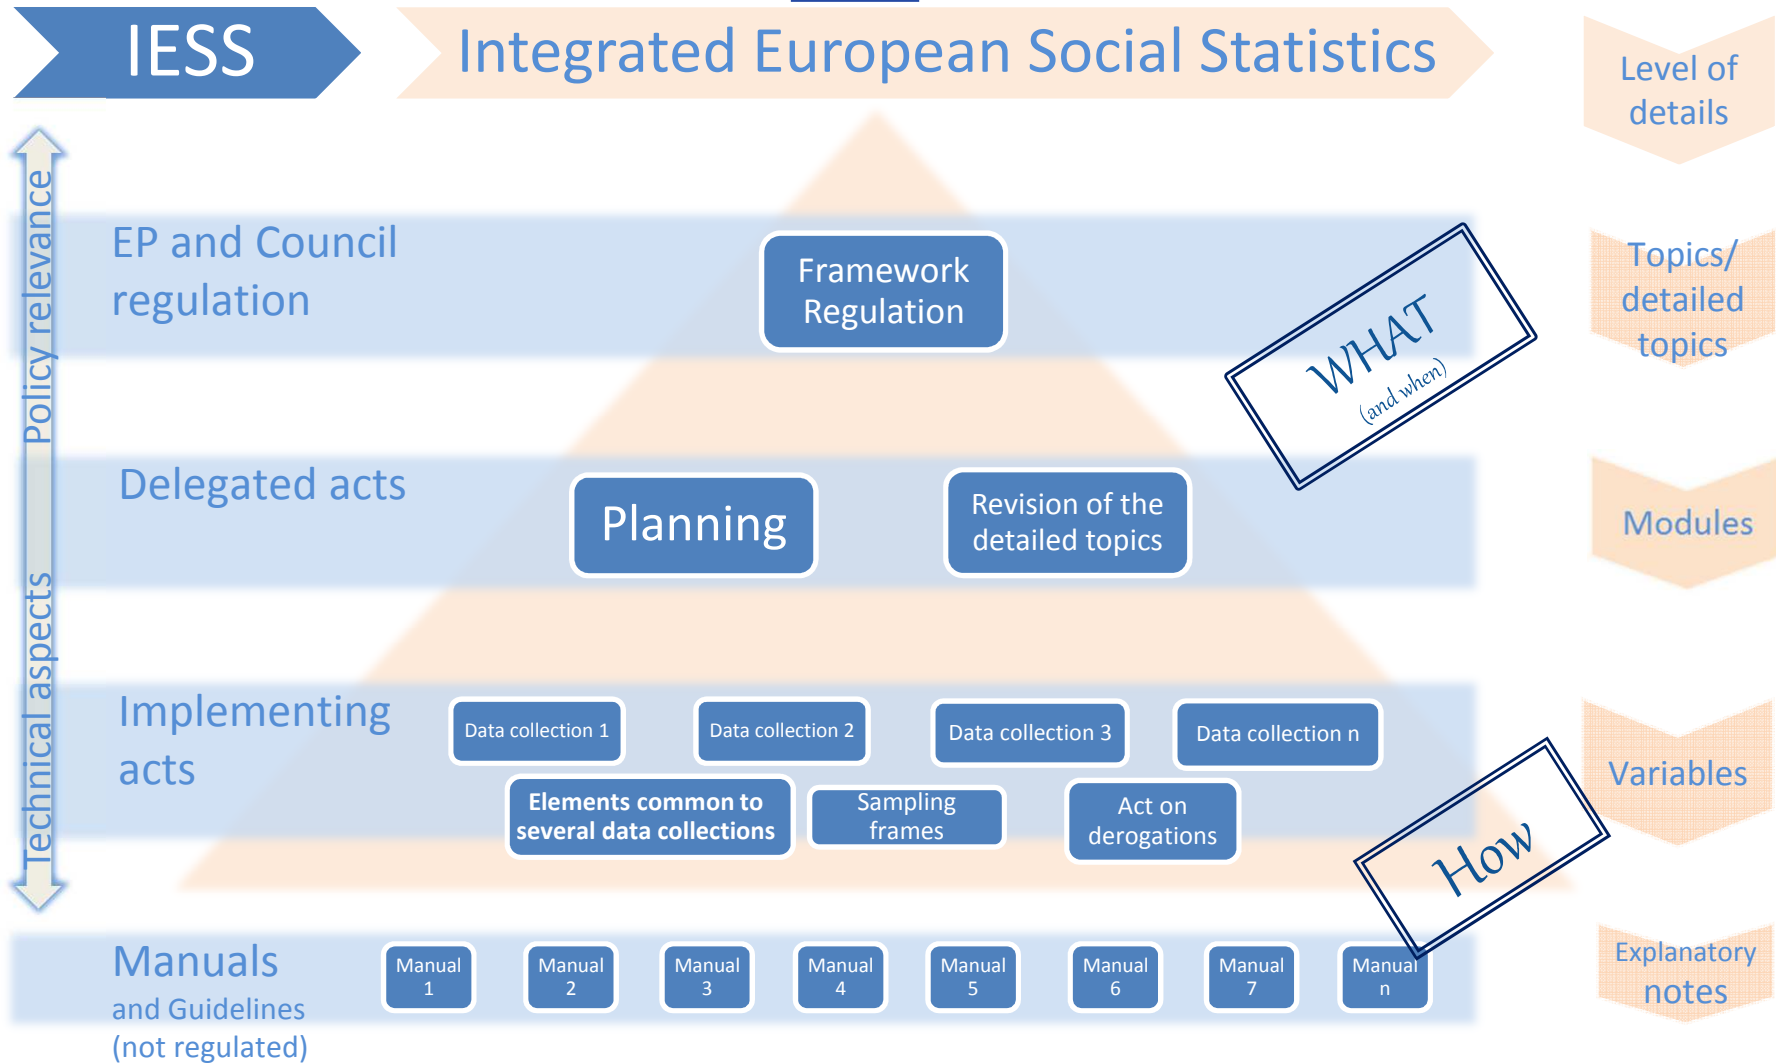 IESS
Integrated European Social Statistics
Level of
details
Policy relevance
Technical aspects
EP and Council
regulation
Framework
Regulation
WHAT
(and when)
Topics/
detailed
topics
Delegated acts
Planning
Revision of the
detailed topics
Modules
Implementing
acts
Data collection 1
Data collection 2
Data collection 3
Data collection n
Elements common to
several data collections
Sampling
frames
Act on
derogations
How
Variables
Manuals
and Guidelines
(not regulated)
Manual
1
Manual
2
Manual
3
Manual
4
Manual
5
Manual
6
Manual
7
Manual
n
Explanatory
notes